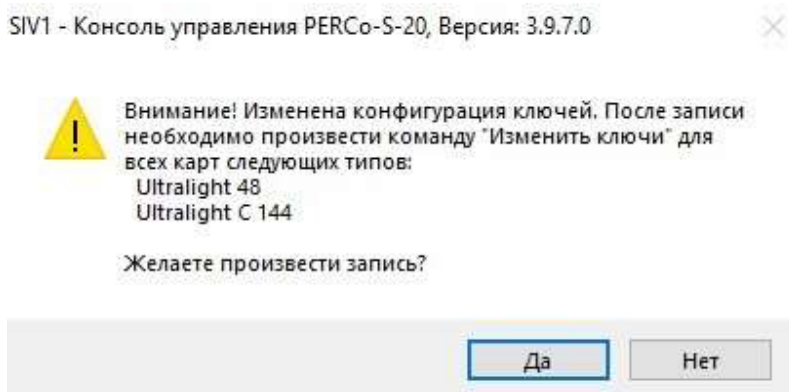 SIV1 - Консоль управления PERCo-S-20, Версия: 3.9.7.0
Внимание! Изменена конфигурация ключей. После записи
необходимо произвести команду "Изменить ключи" для
всех карт следующих типов:
Ultralight 48
Ultralight C 144
Желаете произвести запись?
Да
Нет